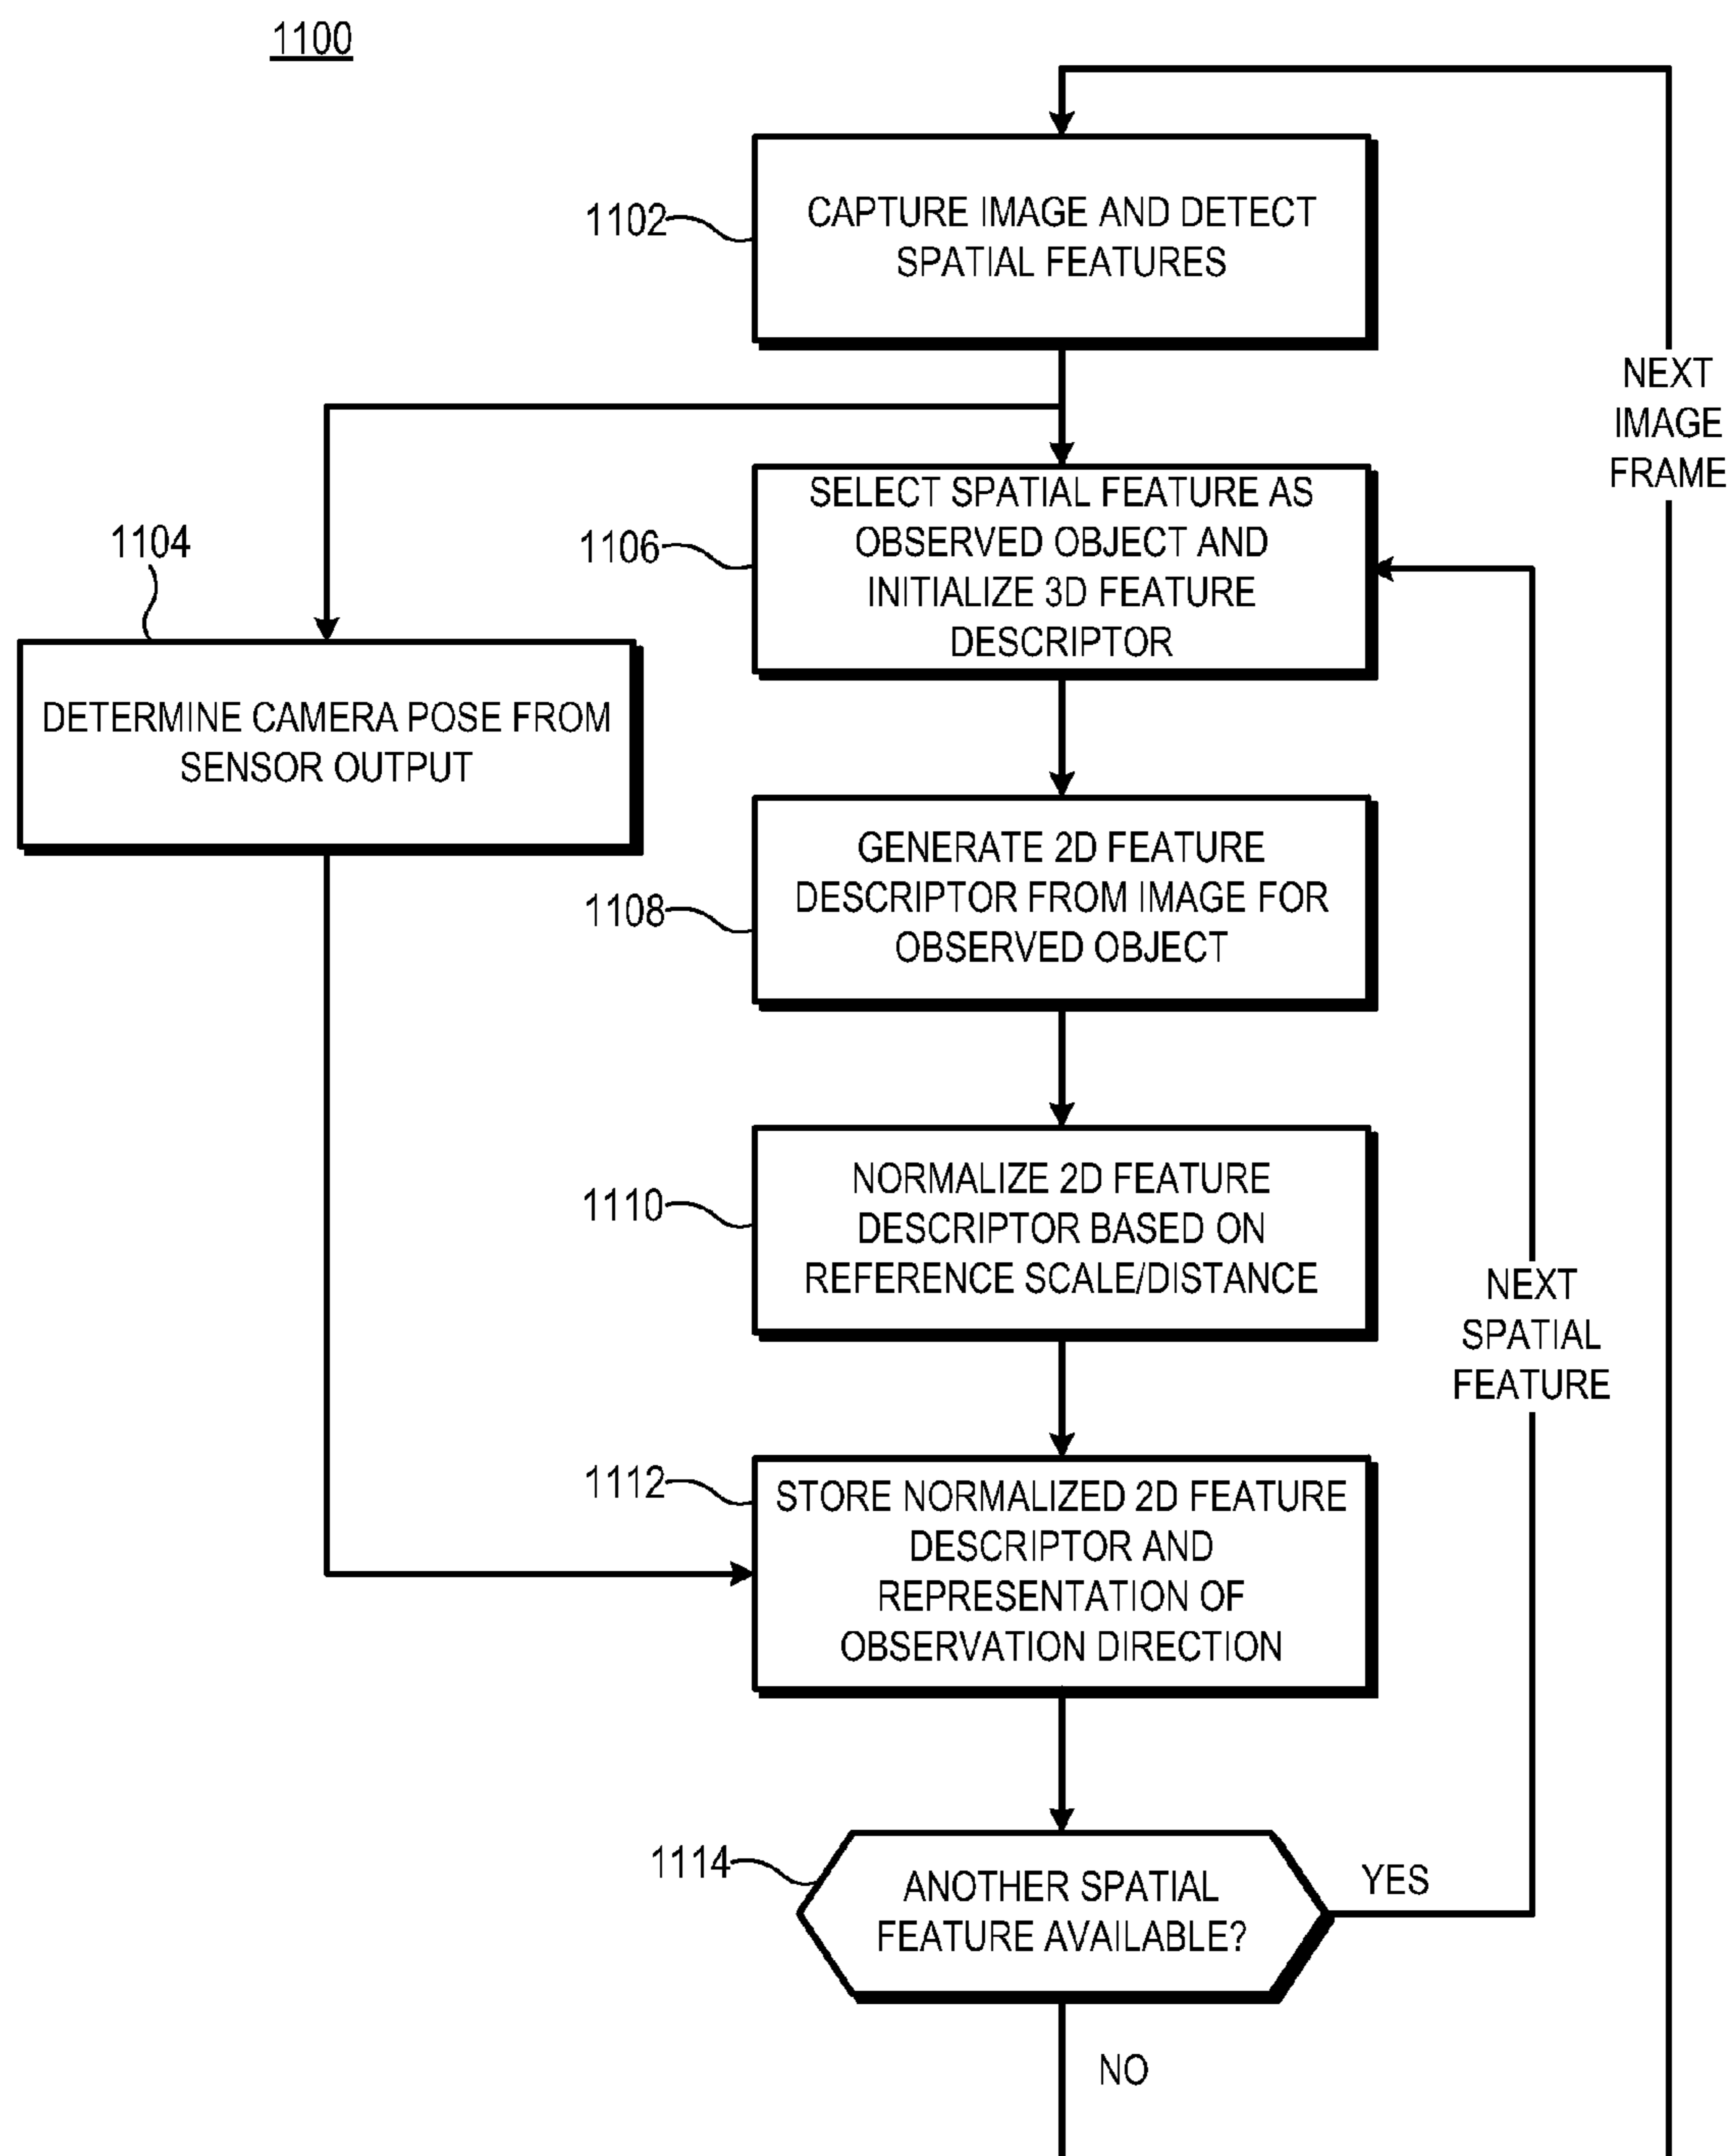 1100
1102
CAPTURE IMAGE AND DETECT
SPATIAL FEATURES
NEXT
IMAGE
FRAME
1104
DETERMINE CAMERA POSE FROM
SENSOR OUTPUT
1106
SELECT SPATIAL FEATURE AS
OBSERVED OBJECT AND
INITIALIZE 3D FEATURE
DESCRIPTOR
1108
GENERATE 2D FEATURE
DESCRIPTOR FROM IMAGE FOR
OBSERVED OBJECT
1110
NORMALIZE 2D FEATURE
DESCRIPTOR BASED ON
REFERENCE SCALE/DISTANCE
NEXT
SPATIAL
FEATURE
1112
STORE NORMALIZED 2D FEATURE
DESCRIPTOR AND
REPRESENTATION OF
OBSERVATION DIRECTION
1114
ANOTHER SPATIAL
FEATURE AVAILABLE?
YES
NO